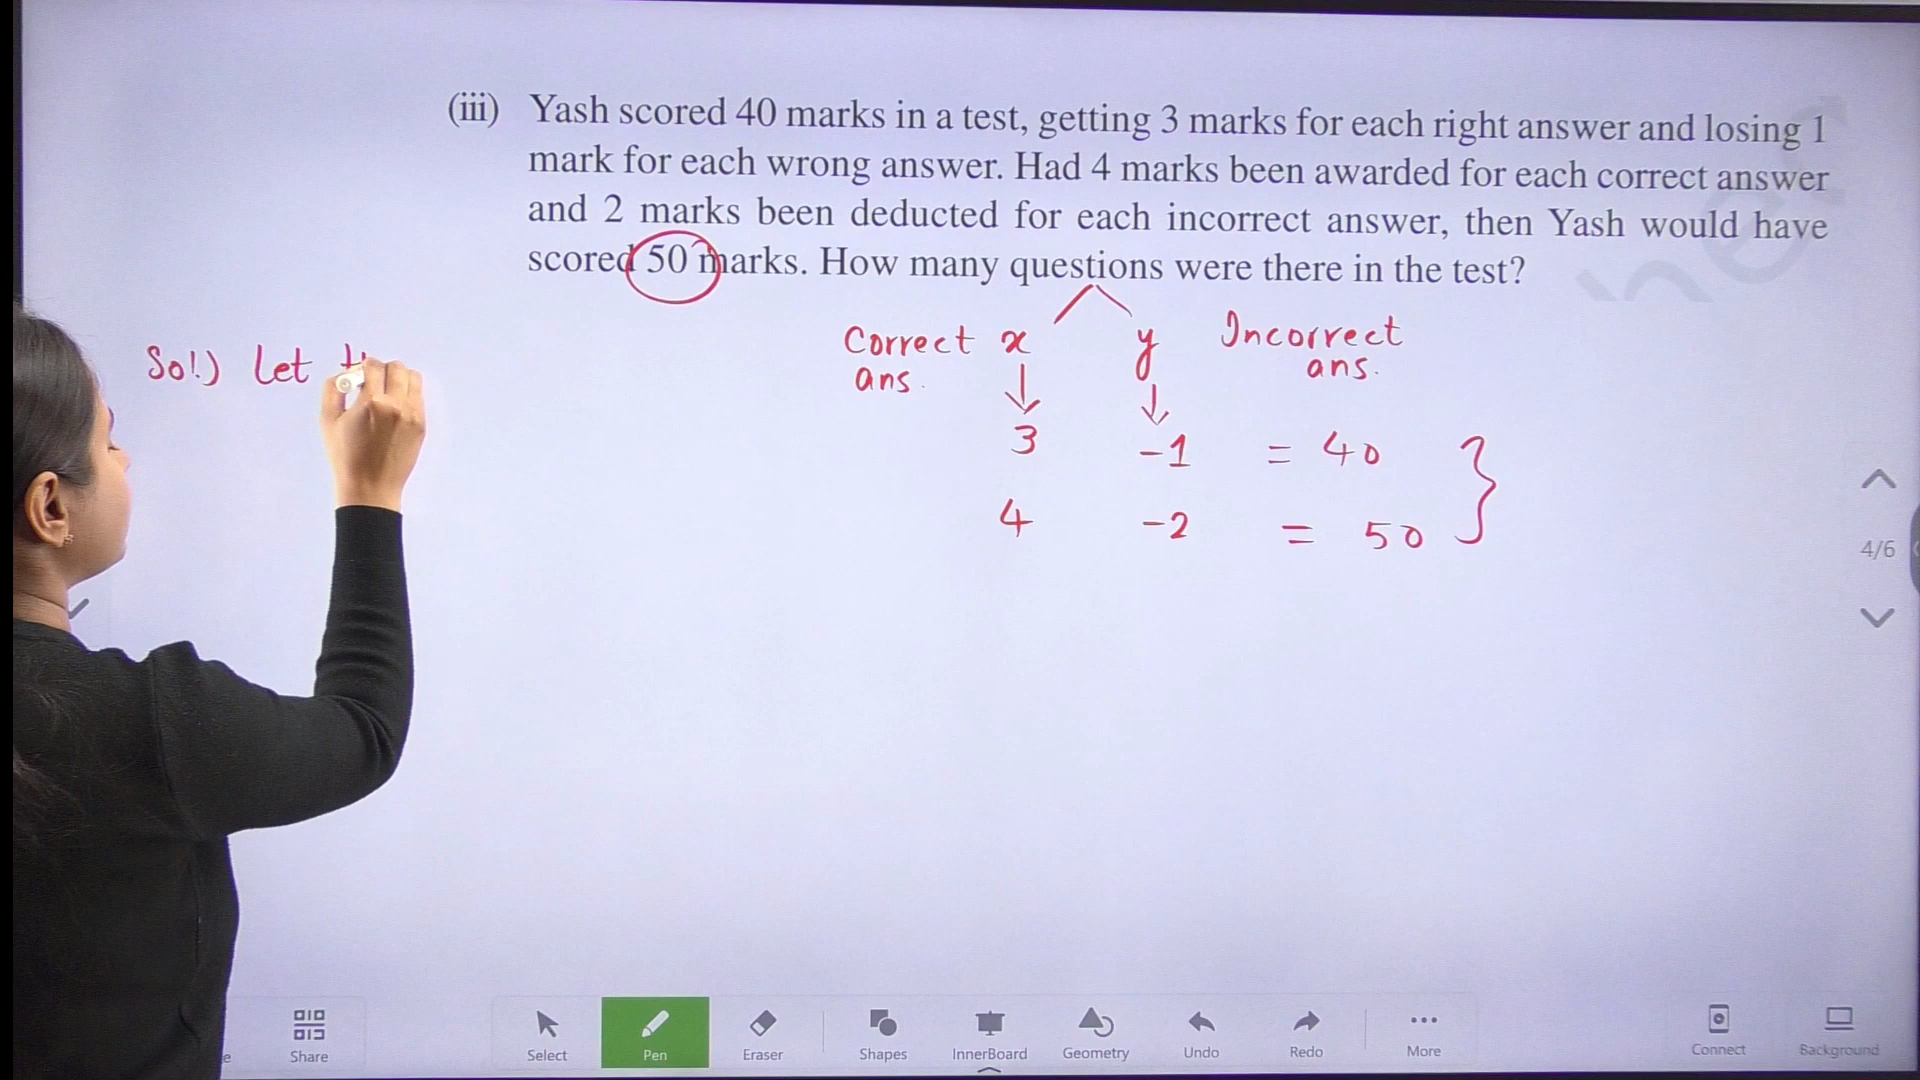 (iii) Yash scored 40 marks in a test, getting 3 marks for each right answer and losing 1
mark for each wrong answer. Had 4 marks been awarded for each correct answer
and 2 marks been deducted for each incorrect answer, then Yash would have
scored 50 marks. How many questions were there in the test?
Correct x y Incorrect
ans. ans.
Sol.) Let
3 -1 = 40
4 -2 = 50
4/6
Share
Select
Pen
Eraser
Shapes
InnerBoard
Geometry
Undo
Redo
More
Connect
Background